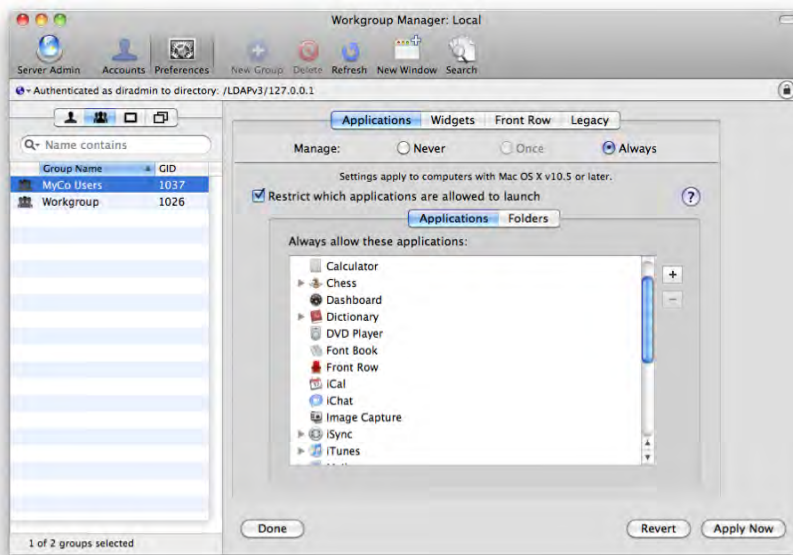 Workgroup Manager: Local
Server Admin Accounts Preferences New Group Delete Refresh New Window Search
Authenticated as diradmin to directory: /LDAPv3/127.0.0.1
Applications Widgets Front Row Legacy
Name contains
Manage: Never Once Always
Group Name GID
Settings apply to computers with Mac OS X v10.5 or later.
MyCo Users 1037
Restrict which applications are allowed to launch ?
Workgroup 1026
Applications Folders
Always allow these applications:
Calculator
Chess
Dashboard
Dictionary
DVD Player
Font Book
Front Row
iCal
iChat
Image Capture
iSync
iTunes
Done Revert Apply Now
1 of 2 groups selected